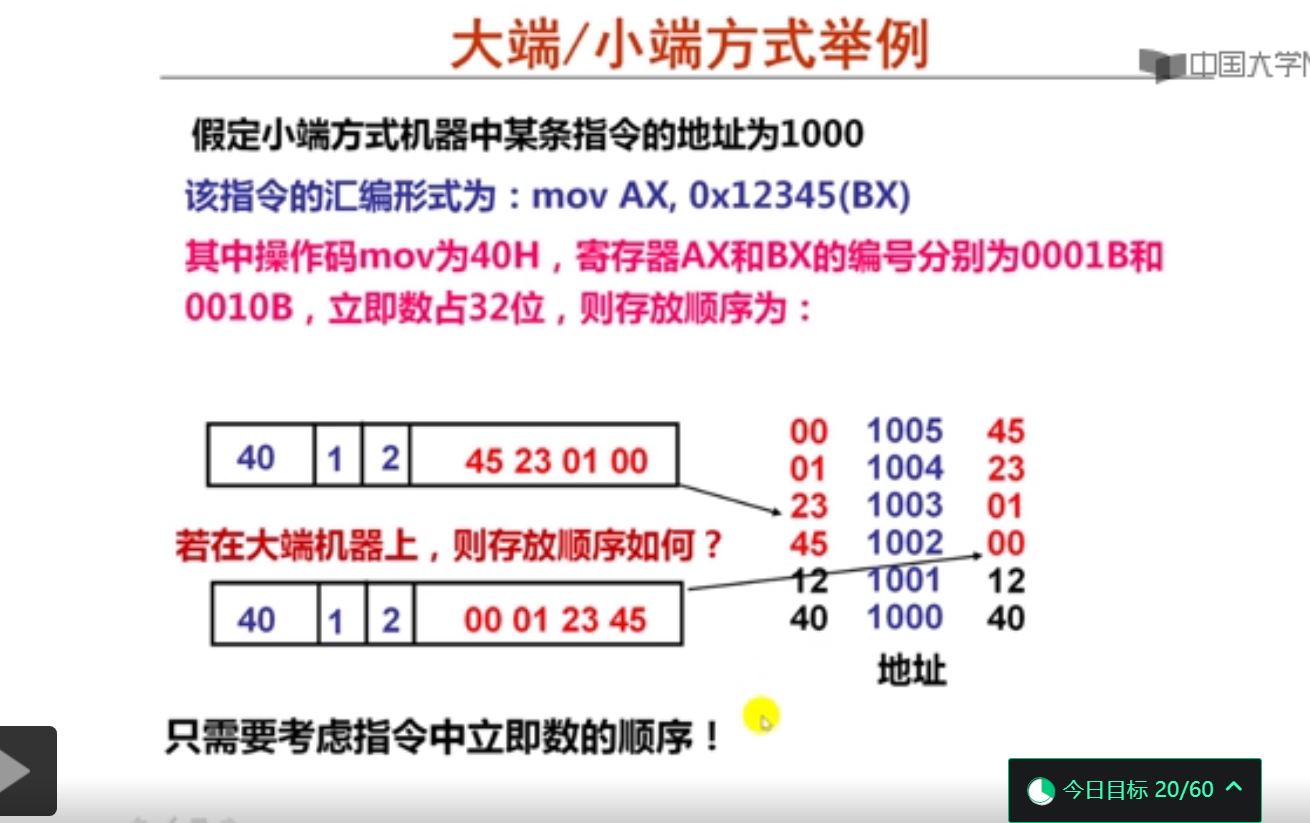 大端/小端方式举例
中国大学
假定小端方式机器中某条指令的地址为1000
该指令的汇编形式为：mov AX, 0x12345(BX)
其中操作码mov为40H，寄存器AX和BX的编号分别为0001B和
0010B，立即数占32位，则存放顺序为：
40 1 2 45 23 01 00
00 1005 45
01 1004 23
23 1003 01
45 1002 00
12 1001 12
40 1000 40
地址
若在大端机器上，则存放顺序如何？
40 1 2 00 01 23 45
只需要考虑指令中立即数的顺序！
今日目标 20/60